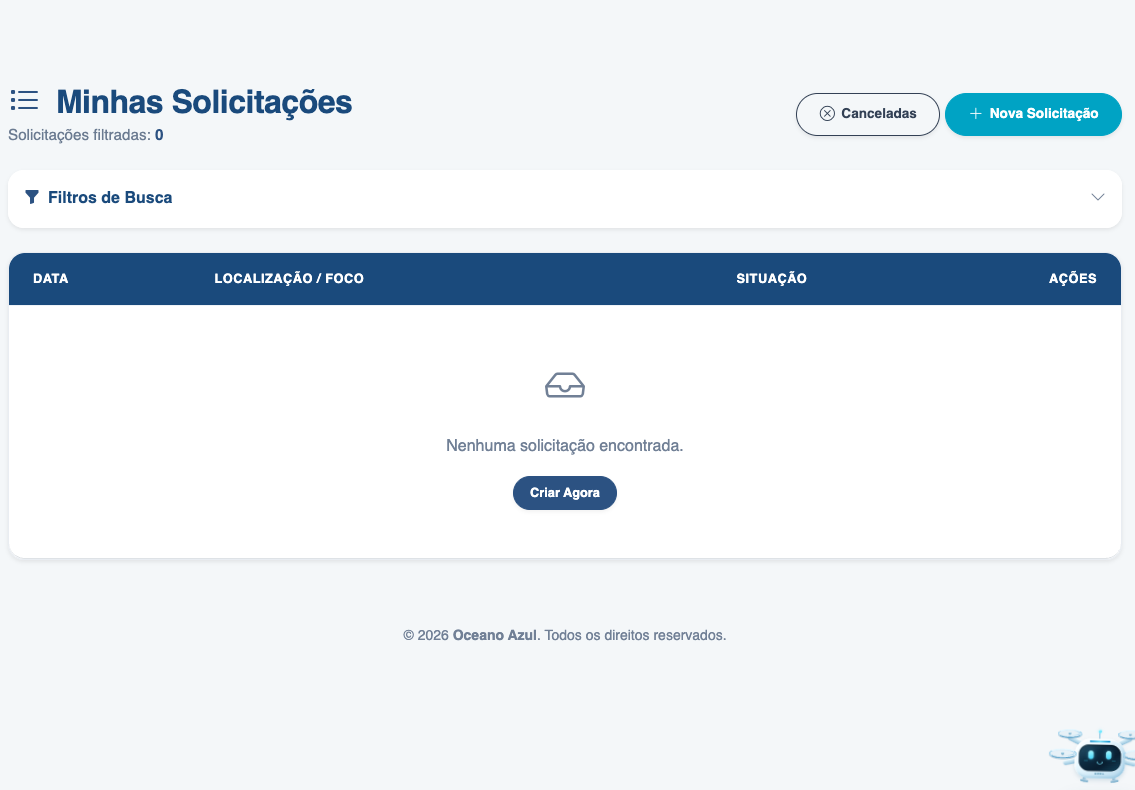 Minhas Solicitações
Solicitações filtradas: 0
Canceladas
Nova Solicitação
Filtros de Busca
DATA
LOCALIZAÇÃO / FOCO
SITUAÇÃO
AÇÕES
Nenhuma solicitação encontrada.
Criar Agora
© 2026 Oceano Azul. Todos os direitos reservados.